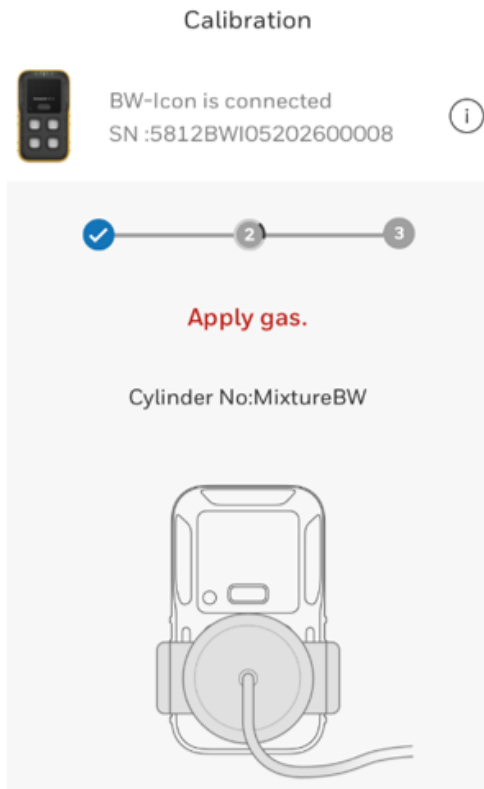 Calibration
BW-Icon is connected
SN :5812BWI05202600008
i
2
3
Apply gas.
Cylinder No:MixtureBW